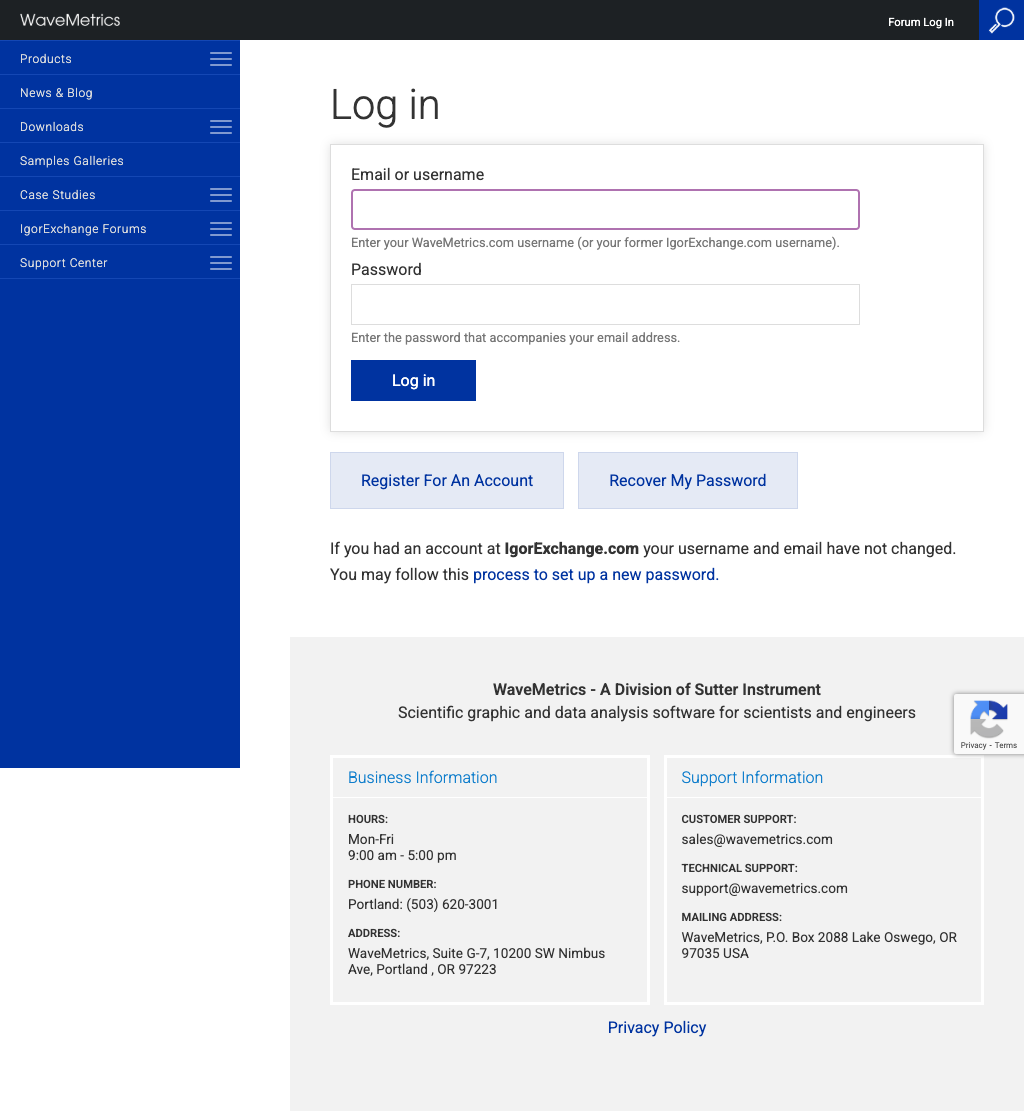 WaveMetrics
Forum Log In
Products
News & Blog
Downloads
Samples Galleries
Case Studies
IgorExchange Forums
Support Center
Log in
Email or username
Enter your WaveMetrics.com username (or your former IgorExchange.com username).
Password
Enter the password that accompanies your email address.
Log in
Register For An Account
Recover My Password
If you had an account at IgorExchange.com your username and email have not changed.
You may follow this process to set up a new password.
WaveMetrics - A Division of Sutter Instrument
Scientific graphic and data analysis software for scientists and engineers
Privacy - Terms
Business Information
HOURS:
Mon-Fri
9:00 am - 5:00 pm
PHONE NUMBER:
Portland: (503) 620-3001
ADDRESS:
WaveMetrics, Suite G-7, 10200 SW Nimbus
Ave, Portland , OR 97223
Support Information
CUSTOMER SUPPORT:
sales@wavemetrics.com
TECHNICAL SUPPORT:
support@wavemetrics.com
MAILING ADDRESS:
WaveMetrics, P.O. Box 2088 Lake Oswego, OR
97035 USA
Privacy Policy